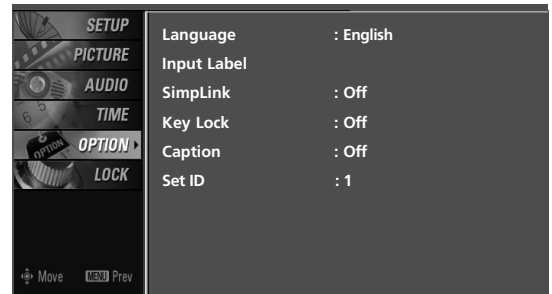 SETUP
PICTURE
AUDIO
TIME
OPTION
LOCK
Move MENU Prev
Language : English
Input Label
SimpLink : Off
Key Lock : Off
Caption : Off
Set ID : 1